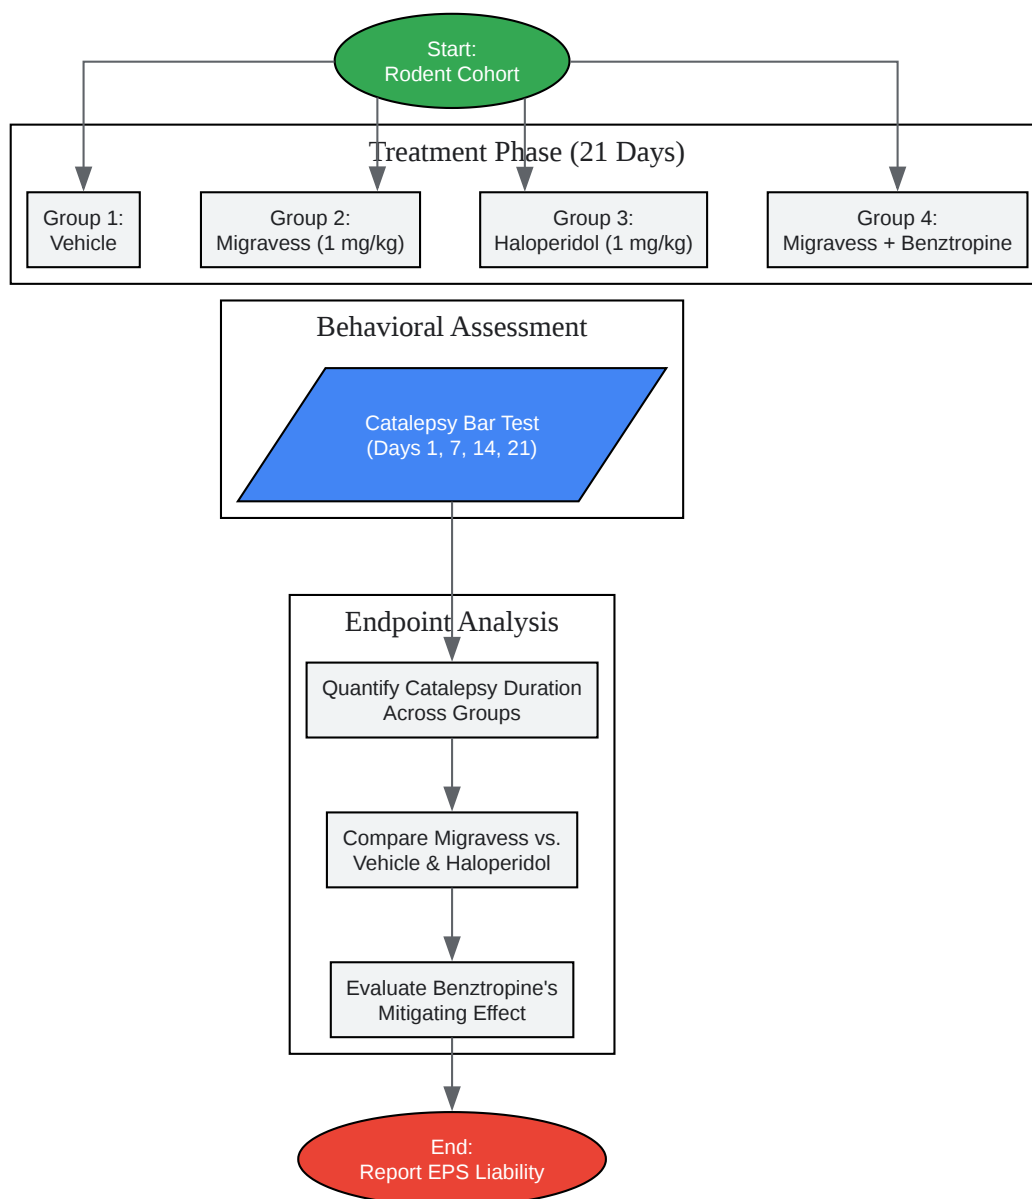 Start:
Rodent Cohort
Treatment Phase (21 Days)
Group 1:
Vehicle
Group 2:
Migravess (1 mg/kg)
Group 3:
Haloperidol (1 mg/kg)
Group 4:
Migravess + Benztropine
Behavioral Assessment
Catalepsy Bar Test
(Days 1, 7, 14, 21)
Endpoint Analysis
Quantify Catalepsy Duration
Across Groups
Compare Migravess vs.
Vehicle & Haloperidol
Evaluate Benztropine's
Mitigating Effect
End:
Report EPS Liability